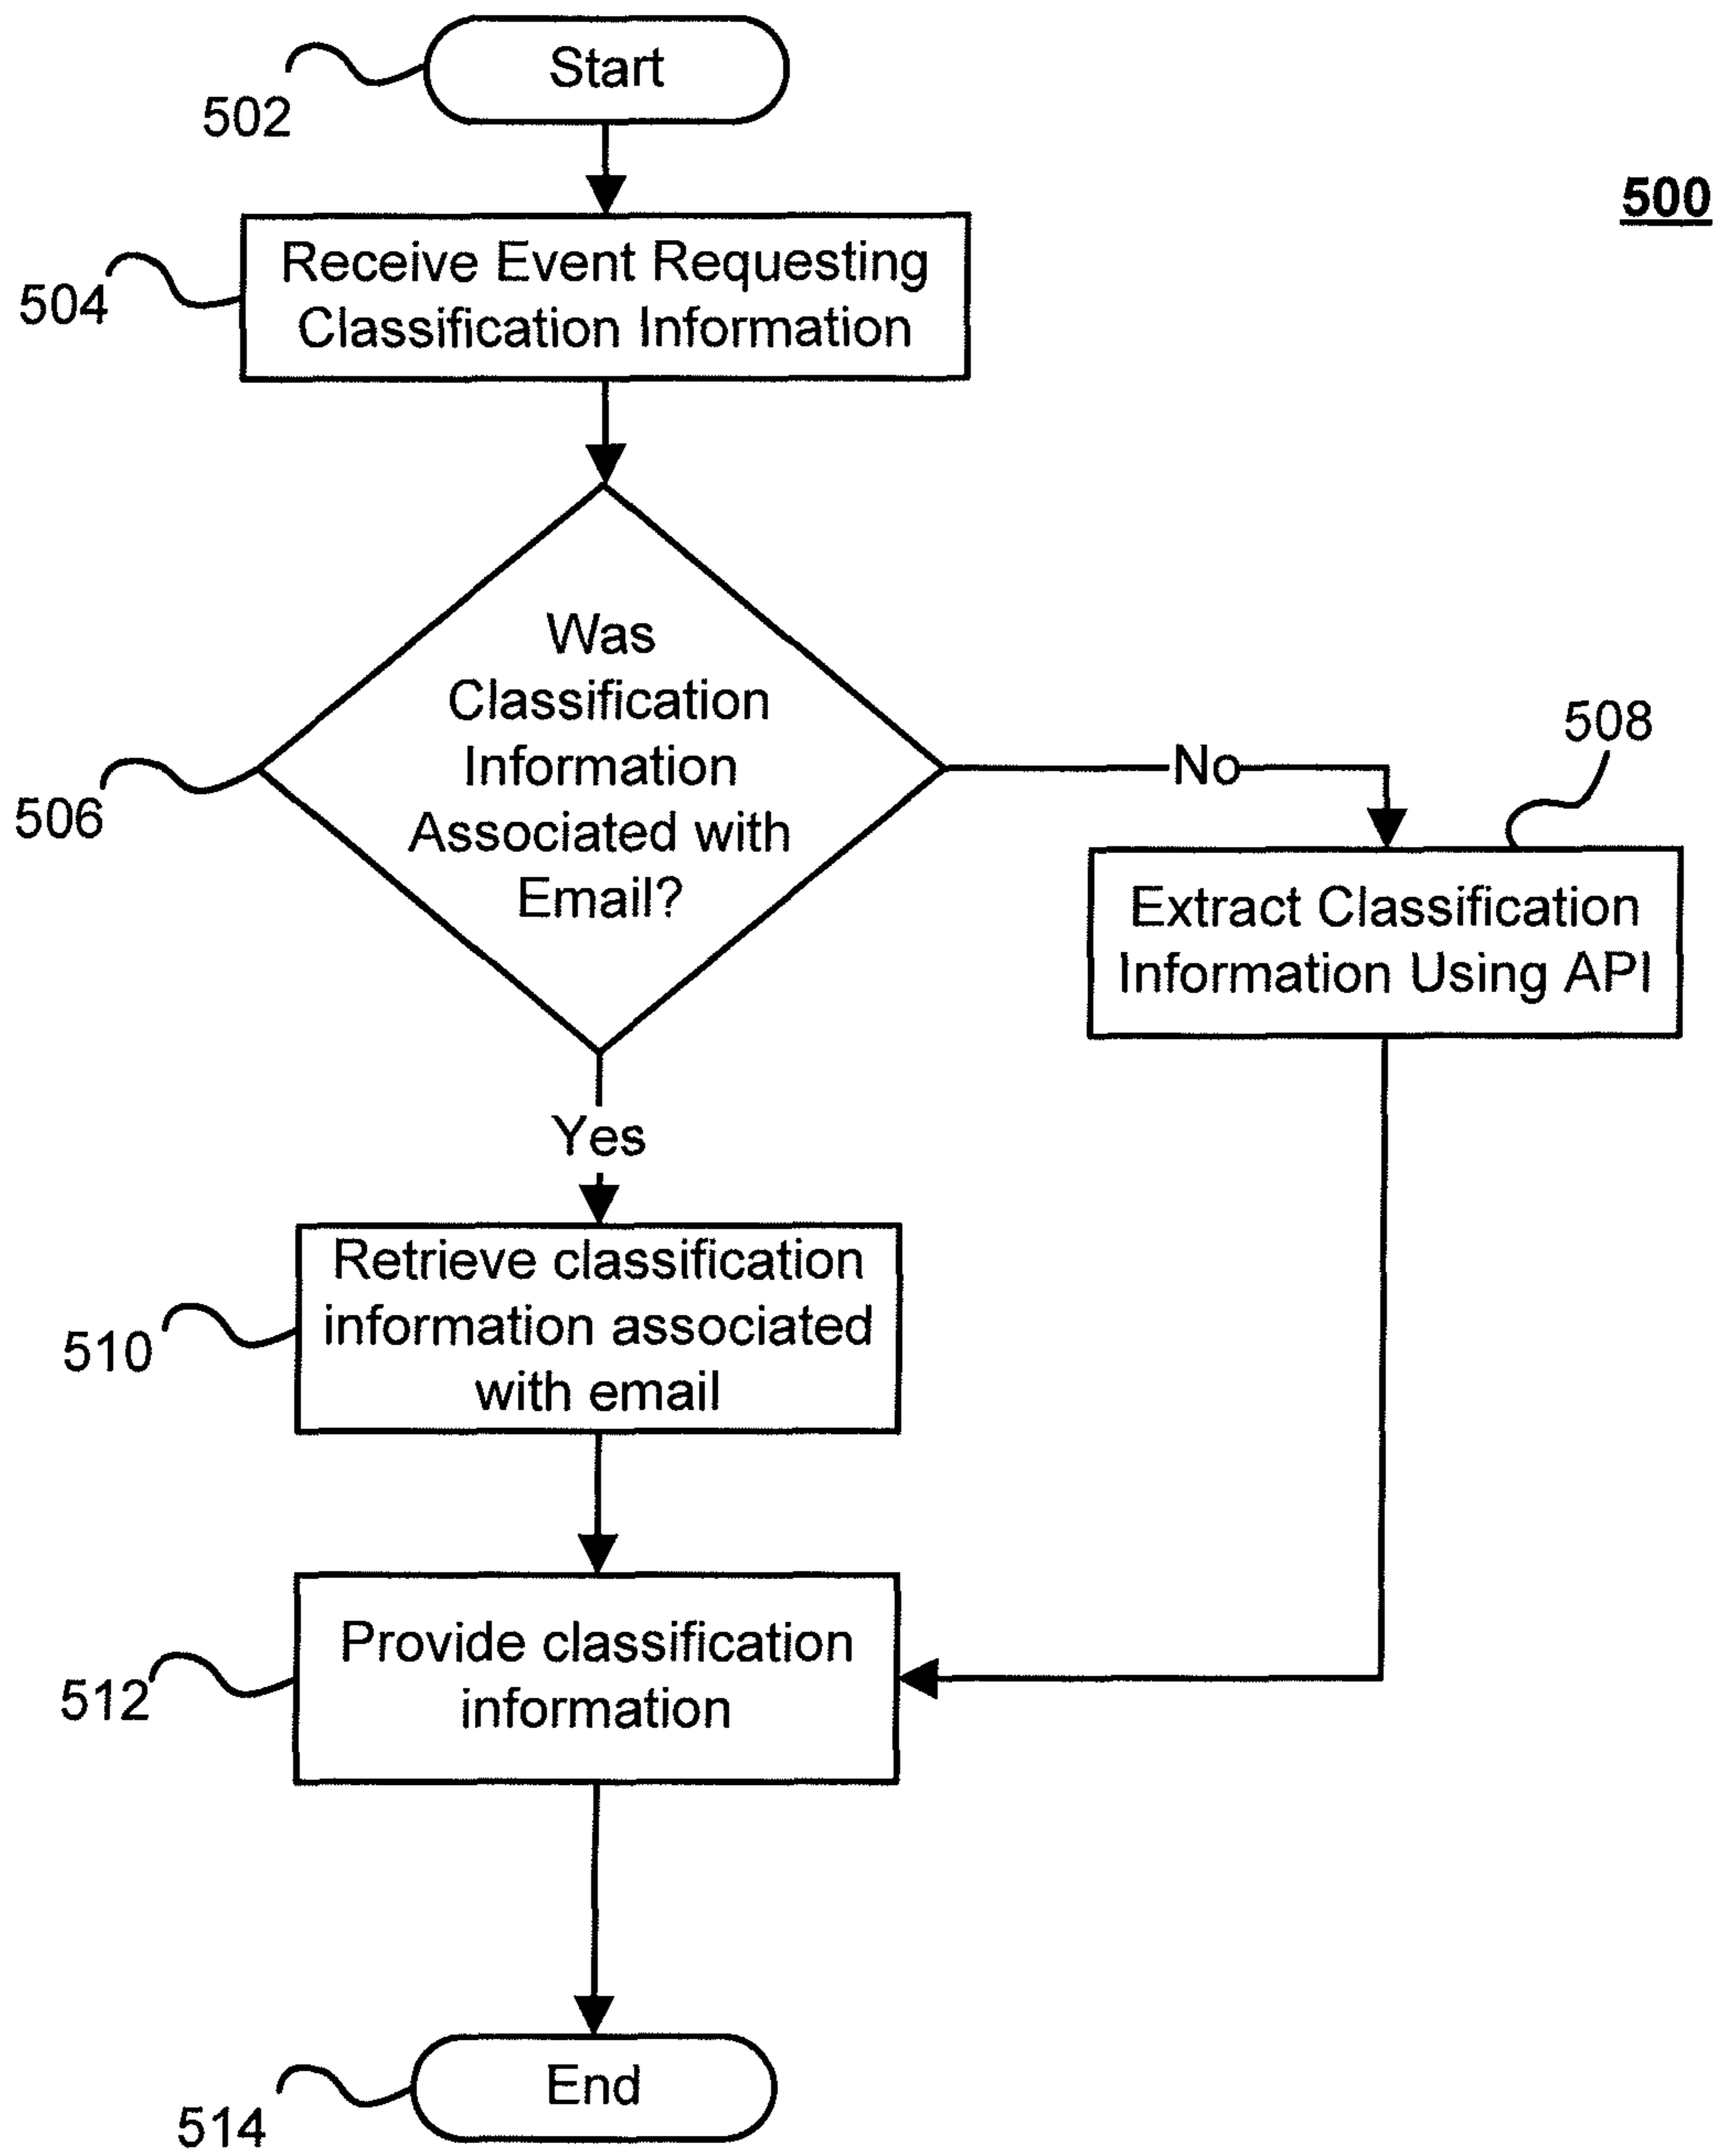 Start
502
500
Receive Event Requesting
Classification Information
504
Was
Classification
Information
Associated with
Email?
506
No
508
Extract Classification
Information Using API
Yes
Retrieve classification
information associated
with email
510
Provide classification
information
512
End
514